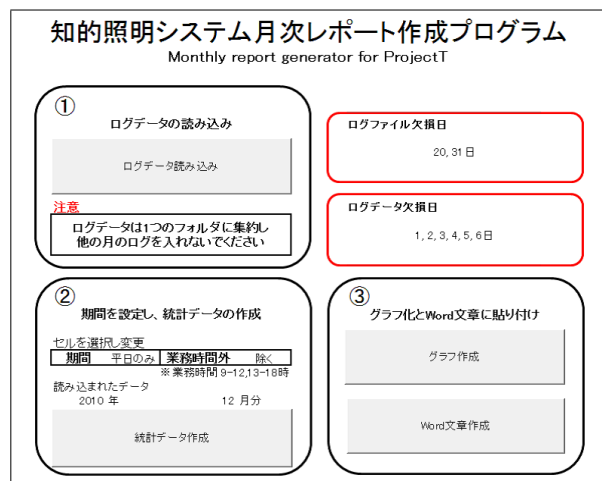 知的照明システム月次レポート作成プログラム
Monthly report generator for ProjectT
①
ログデータの読み込み
ログデータ読み込み
注意
ログデータは1つのフォルダに集約し
他の月のログを入れないでください
ログファイル欠損日
20,31日
ログデータ欠損日
1,2,3,4,5,6日
②
期間を設定し、統計データの作成
セルを選択し変更
期間 平日のみ 業務時間外 除く
※業務時間9-12,13-18時
読み込まれたデータ
2010 年 12 月分
統計データ作成
③
グラフ化とWord文章に貼り付け
グラフ作成
Word文章作成